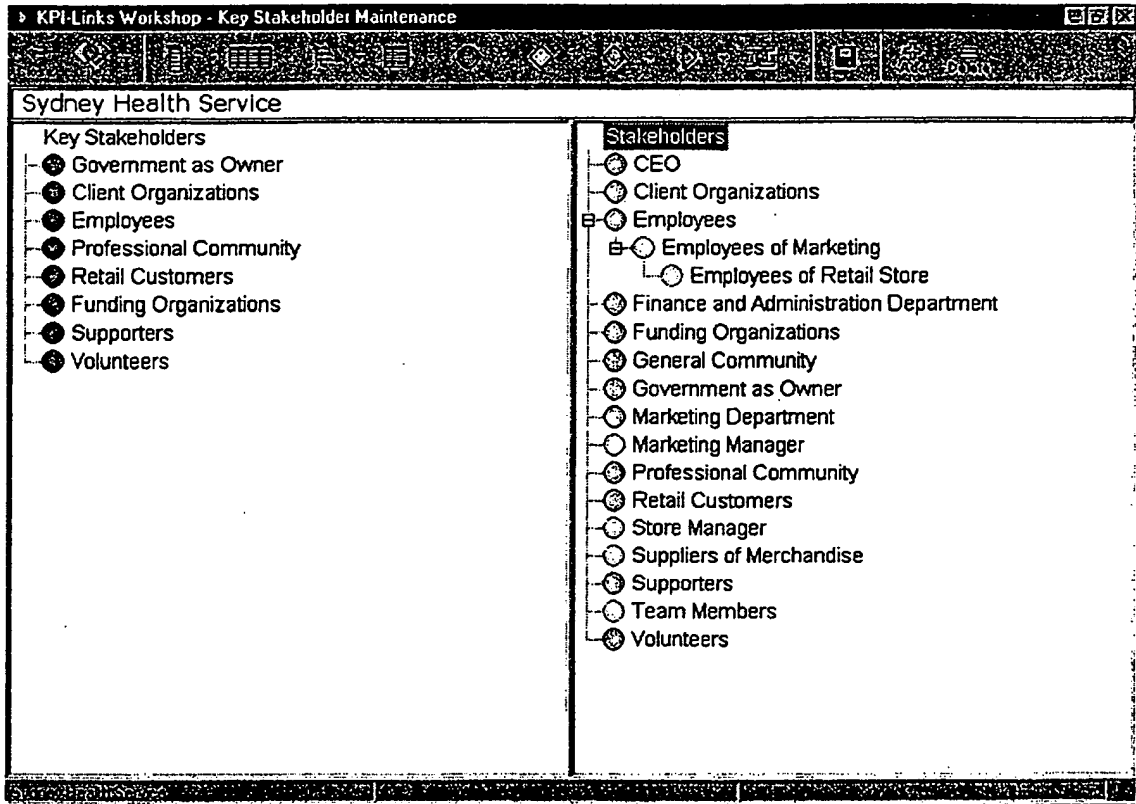 KPI-Links Workshop - Key Stakeholder Maintenance
Sydney Health Service
Key Stakeholders
Government as Owner
Client Organizations
Employees
Professional Community
Retail Customers
Funding Organizations
Supporters
Volunteers
Stakeholders
CEO
Client Organizations
Employees
Employees of Marketing
Employees of Retail Store
Finance and Administration Department
Funding Organizations
General Community
Government as Owner
Marketing Department
Marketing Manager
Professional Community
Retail Customers
Store Manager
Suppliers of Merchandise
Supporters
Team Members
Volunteers